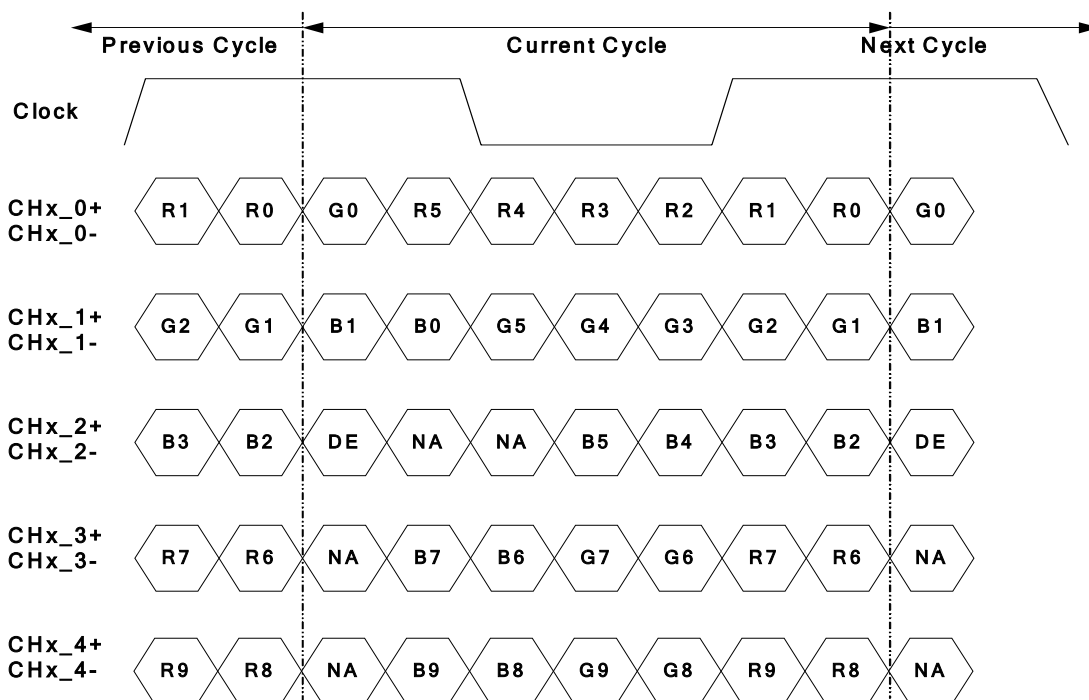 Previous Cycle Current Cycle Next Cycle
Clock
CHx_0+
CHx_0-
R1 R0 G0 R5 R4 R3 R2 R1 R0 G0
CHx_1+
CHx_1-
G2 G1 B1 B0 G5 G4 G3 G2 G1 B1
CHx_2+
CHx_2-
B3 B2 DE NA NA B5 B4 B3 B2 DE
CHx_3+
CHx_3-
R7 R6 NA B7 B6 G7 G6 R7 R6 NA
CHx_4+
CHx_4-
R9 R8 NA B9 B8 G9 G8 R9 R8 NA